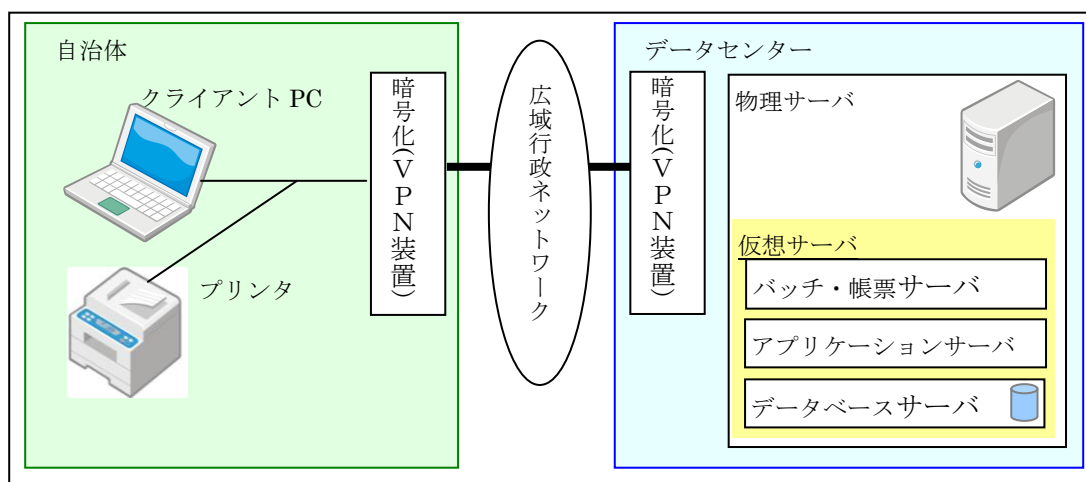 自治体
クライアント PC
プリンタ
暗号化(VPN装置)
広域行政ネットワーク
データセンター
暗号化(VPN装置)
物理サーバ
仮想サーバ
バッチ・帳票サーバ
アプリケーションサーバ
データベースサーバ